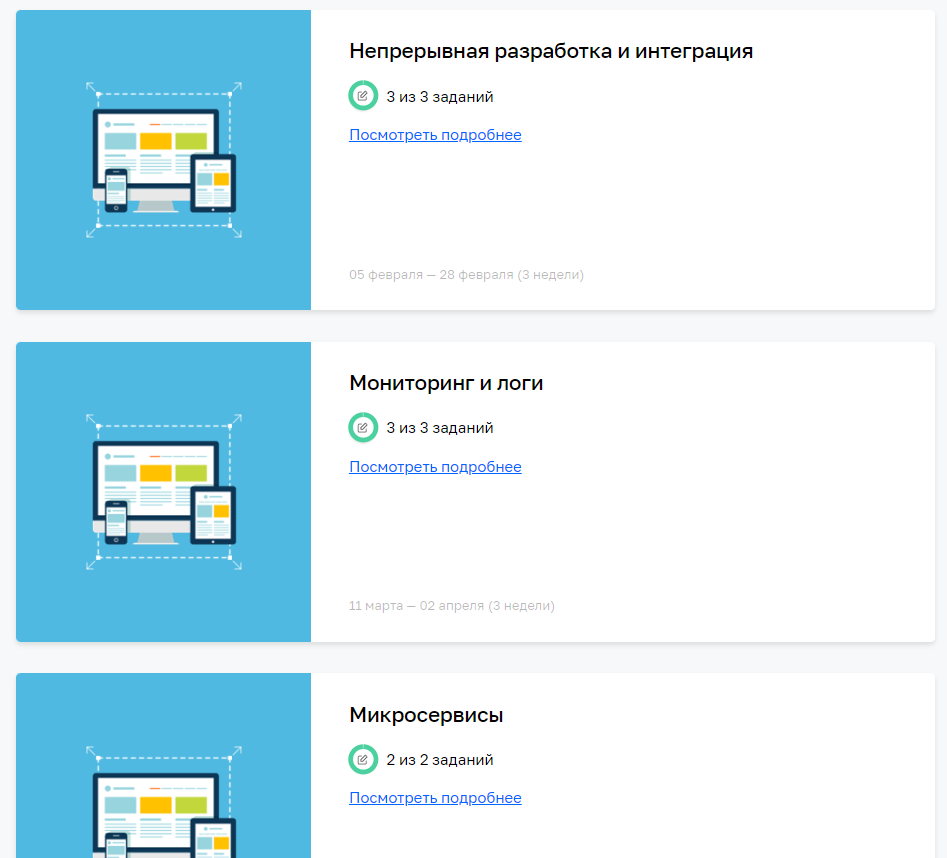 Непрерывная разработка и интеграция
3 из 3 заданий
Посмотреть подробнее
05 февраля — 28 февраля (3 недели)
Мониторинг и логи
3 из 3 заданий
Посмотреть подробнее
11 марта — 02 апреля (3 недели)
Микросервисы
2 из 2 заданий
Посмотреть подробнее